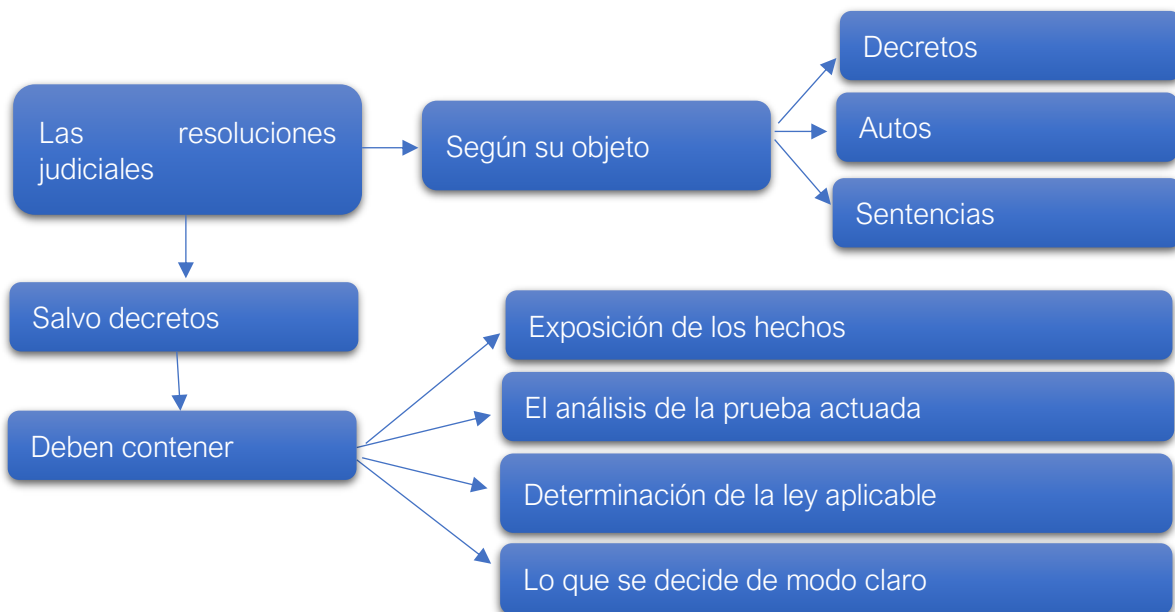 Las resoluciones
judiciales
Según su objeto
Decretos
Autos
Sentencias
Salvo decretos
Deben contener
Exposición de los hechos
El análisis de la prueba actuada
Determinación de la ley aplicable
Lo que se decide de modo claro